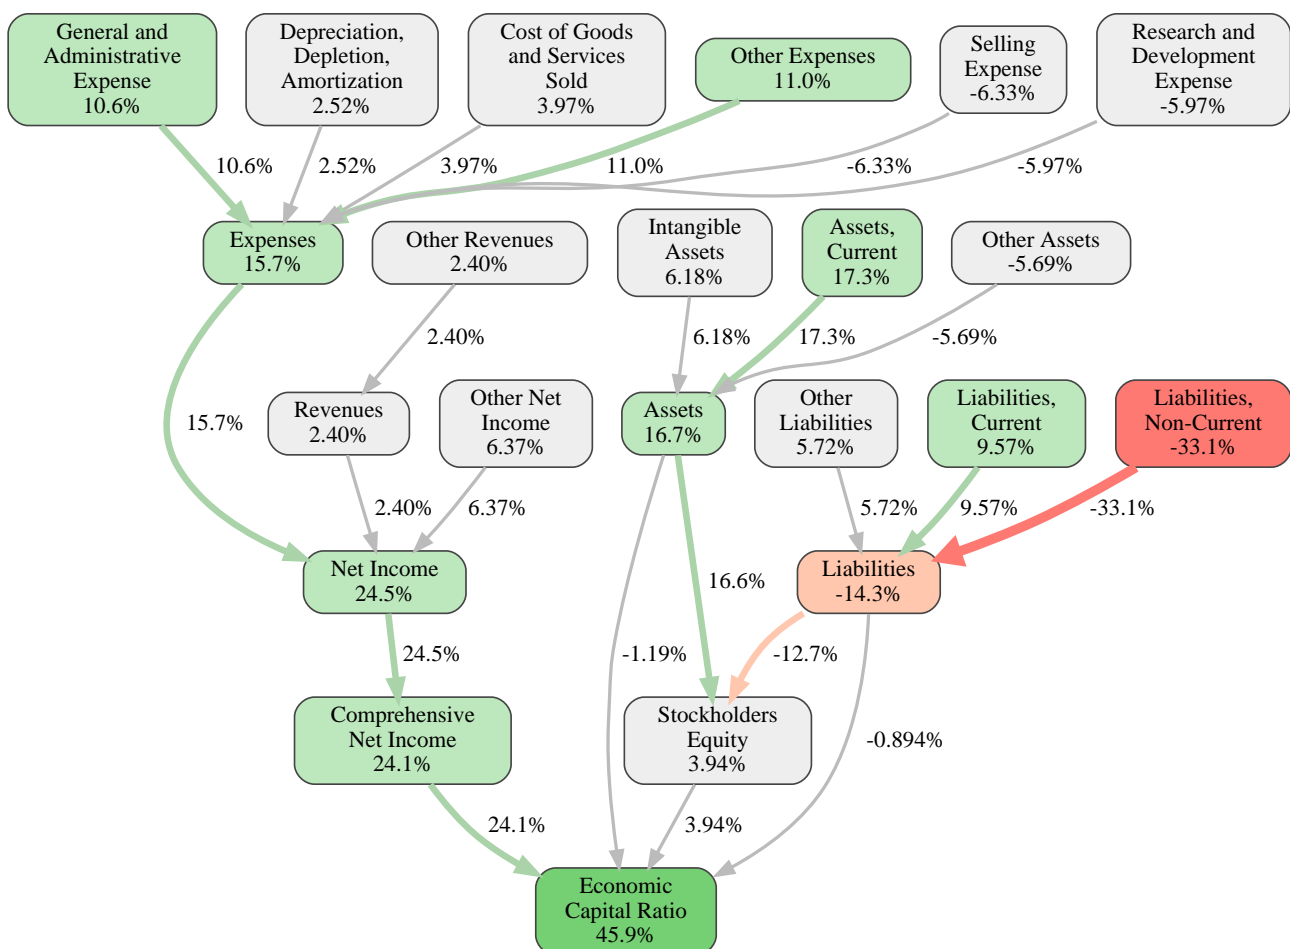 General and
Administrative
Expense
10.6%
Depreciation,
Depletion,
Amortization
2.52%
Cost of Goods
and Services
Sold
3.97%
Other Expenses
11.0%
Selling
Expense
-6.33%
Research and
Development
Expense
-5.97%
10.6%
2.52%
3.97%
11.0%
-6.33%
-5.97%
Expenses
15.7%
Other Revenues
2.40%
Intangible
Assets
6.18%
Assets,
Current
17.3%
Other Assets
-5.69%
2.40%
6.18%
17.3%
-5.69%
15.7%
Revenues
2.40%
Other Net
Income
6.37%
Assets
16.7%
Other
Liabilities
5.72%
Liabilities,
Current
9.57%
Liabilities,
Non-Current
-33.1%
2.40%
6.37%
5.72%
9.57%
-33.1%
Net Income
24.5%
16.6%
Liabilities
-14.3%
24.5%
-1.19%
-12.7%
Comprehensive
Net Income
24.1%
Stockholders
Equity
3.94%
-0.894%
24.1%
3.94%
Economic
Capital Ratio
45.9%